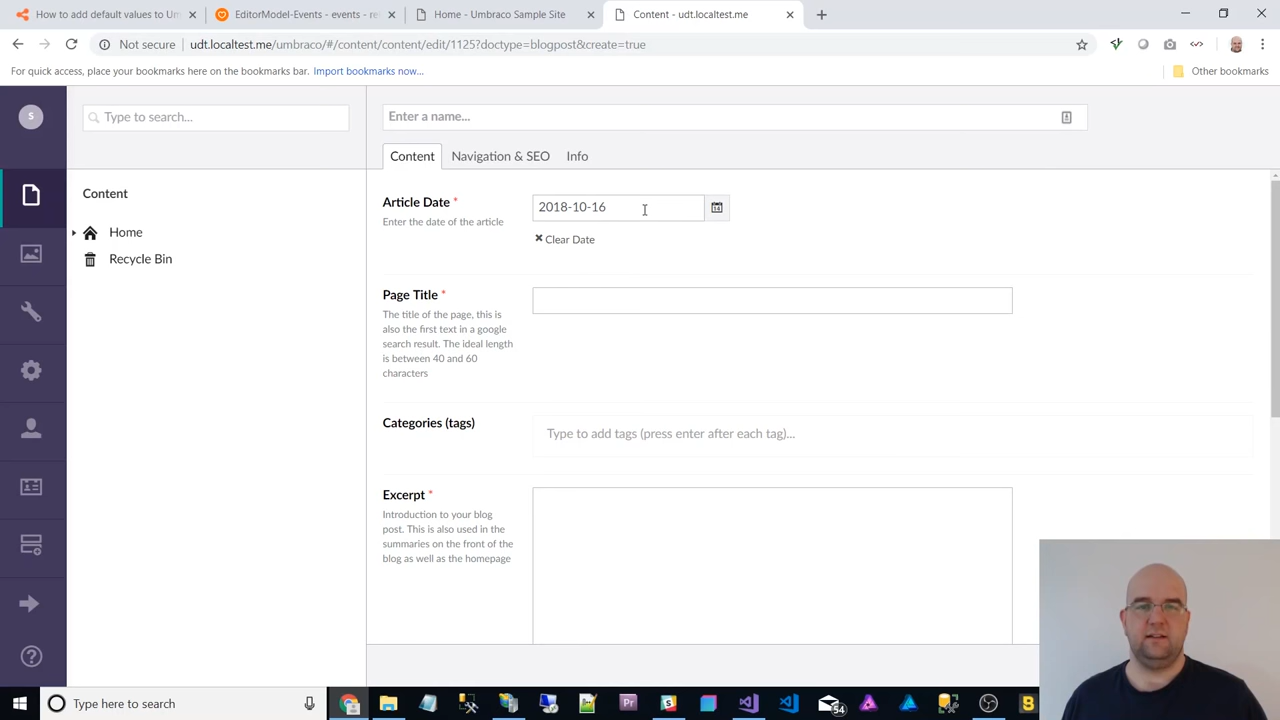 How to add default values to Um
EditorModel-Events - events - re
Home - Umbraco Sample Site
Content - udt.localtest.me
Not secure
udt.localtest.me/umbraco/#/content/content/edit/1125?doctype=blogpost&create=true
For quick access, place your bookmarks here on the bookmarks bar. Import bookmarks now...
Other bookmarks
S
Type to search...
Enter a name...
Content
Navigation & SEO
Info
Content
Home
Recycle Bin
Article Date *
Enter the date of the article
2018-10-16
Clear Date
Page Title *
The title of the page, this is
also the first text in a google
search result. The ideal length
is between 40 and 60
characters
Categories (tags)
Type to add tags (press enter after each tag)...
Excerpt *
Introduction to your blog
post. This is also used in the
summaries on the front of the
blog as well as the homepage
Type here to search
Pr
54
B